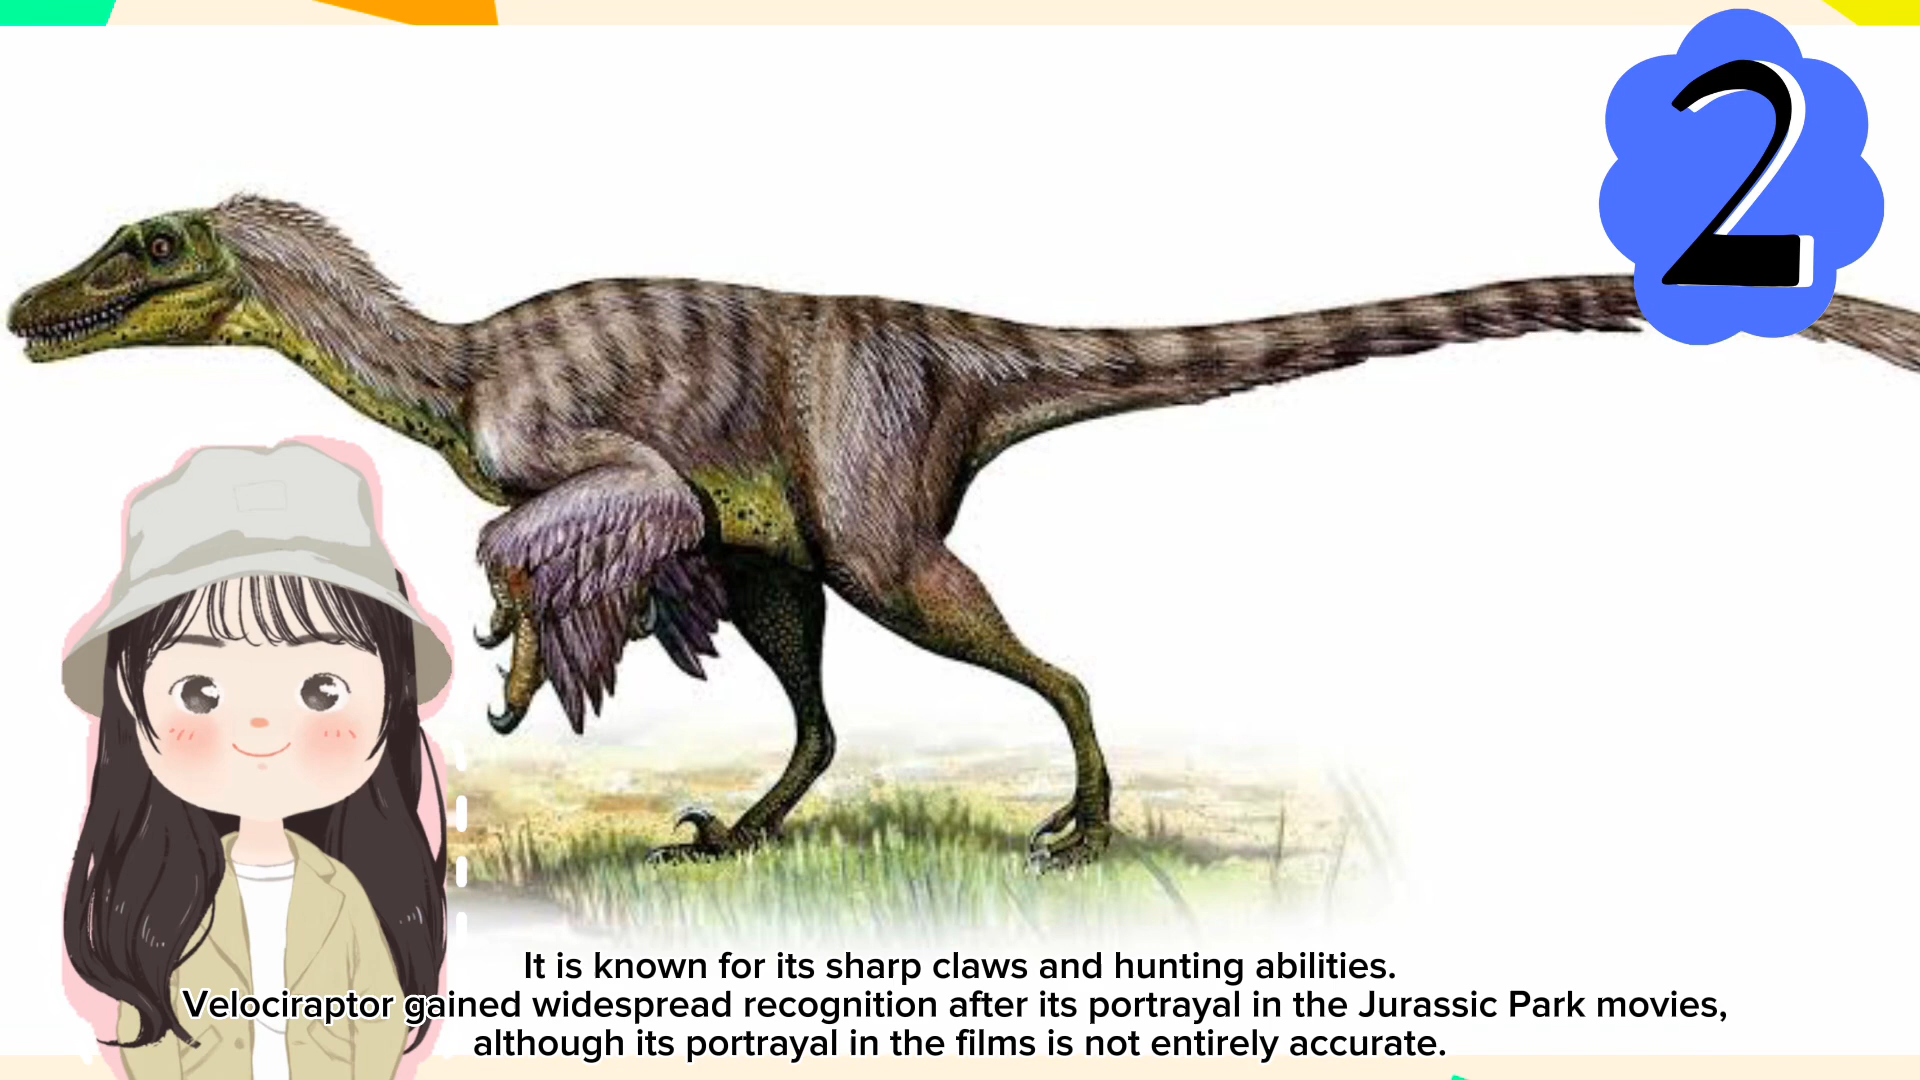 2
It is known for its sharp claws and hunting abilities.
Velociraptor gained widespread recognition after its portrayal in the Jurassic Park movies,
although its portrayal in the films is not entirely accurate.